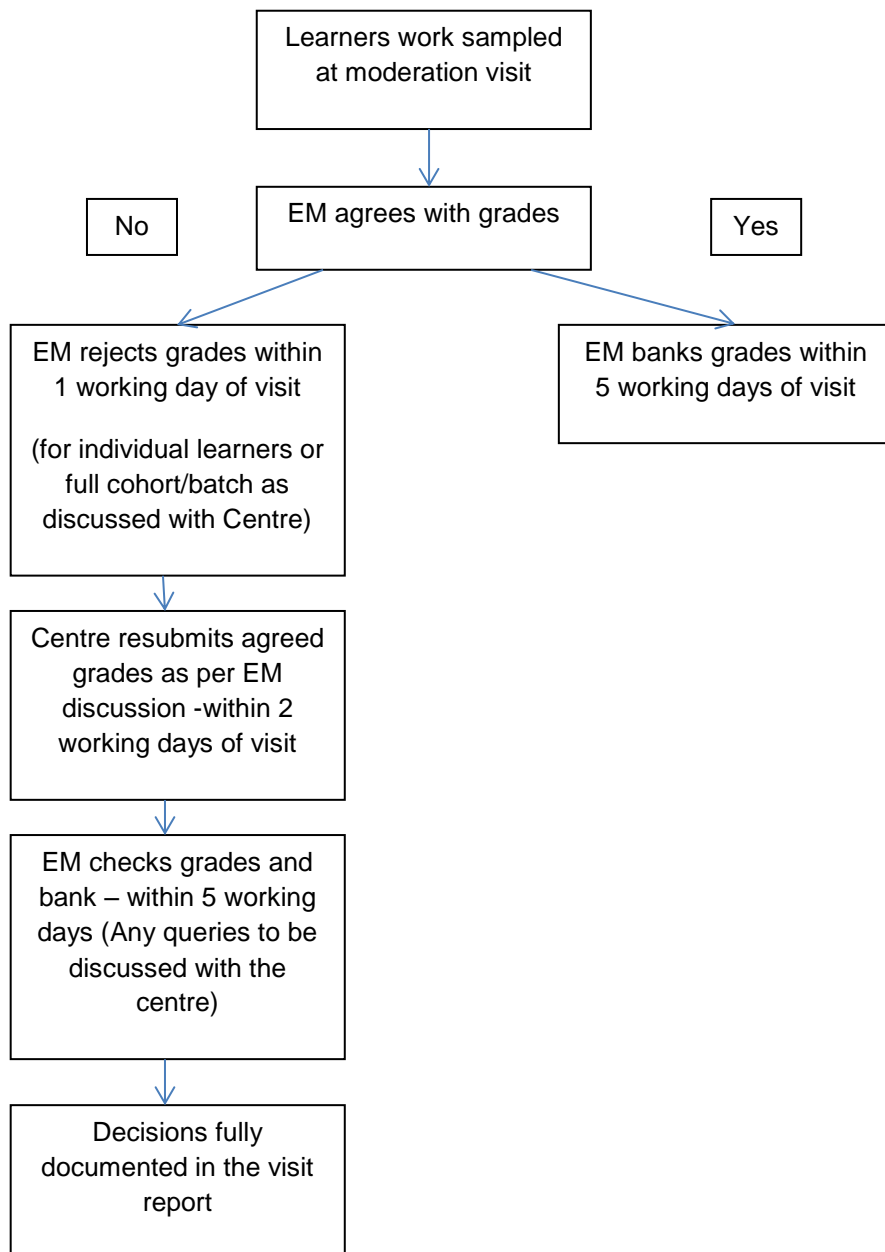 Learners work sampled
at moderation visit
EM agrees with grades
No
Yes
EM rejects grades within
1 working day of visit
(for individual learners or
full cohort/batch as
discussed with Centre)
EM banks grades within
5 working days of visit
Centre resubmits agreed
grades as per EM
discussion -within 2
working days of visit
EM checks grades and
bank – within 5 working
days (Any queries to be
discussed with the
centre)
Decisions fully
documented in the visit
report